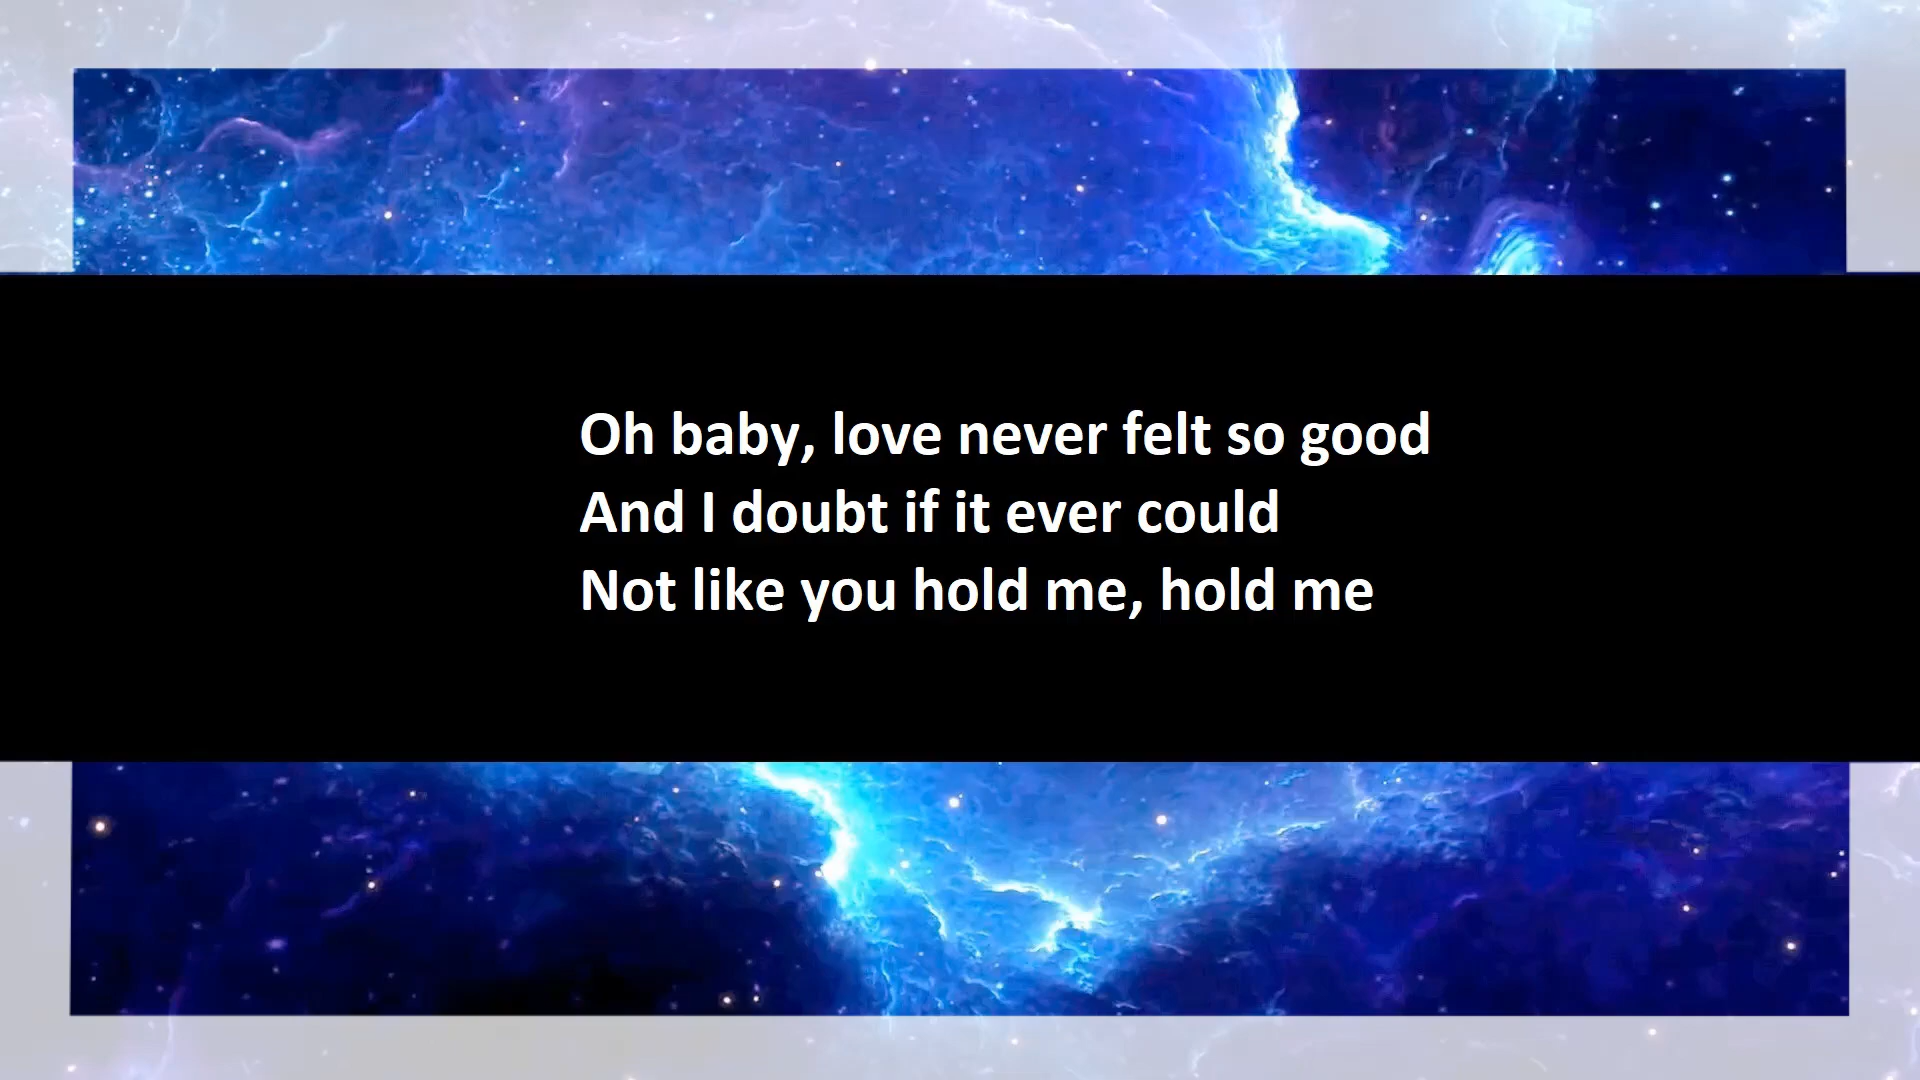 Oh baby, love never felt so good
And I doubt if it ever could
Not like you hold me, hold me